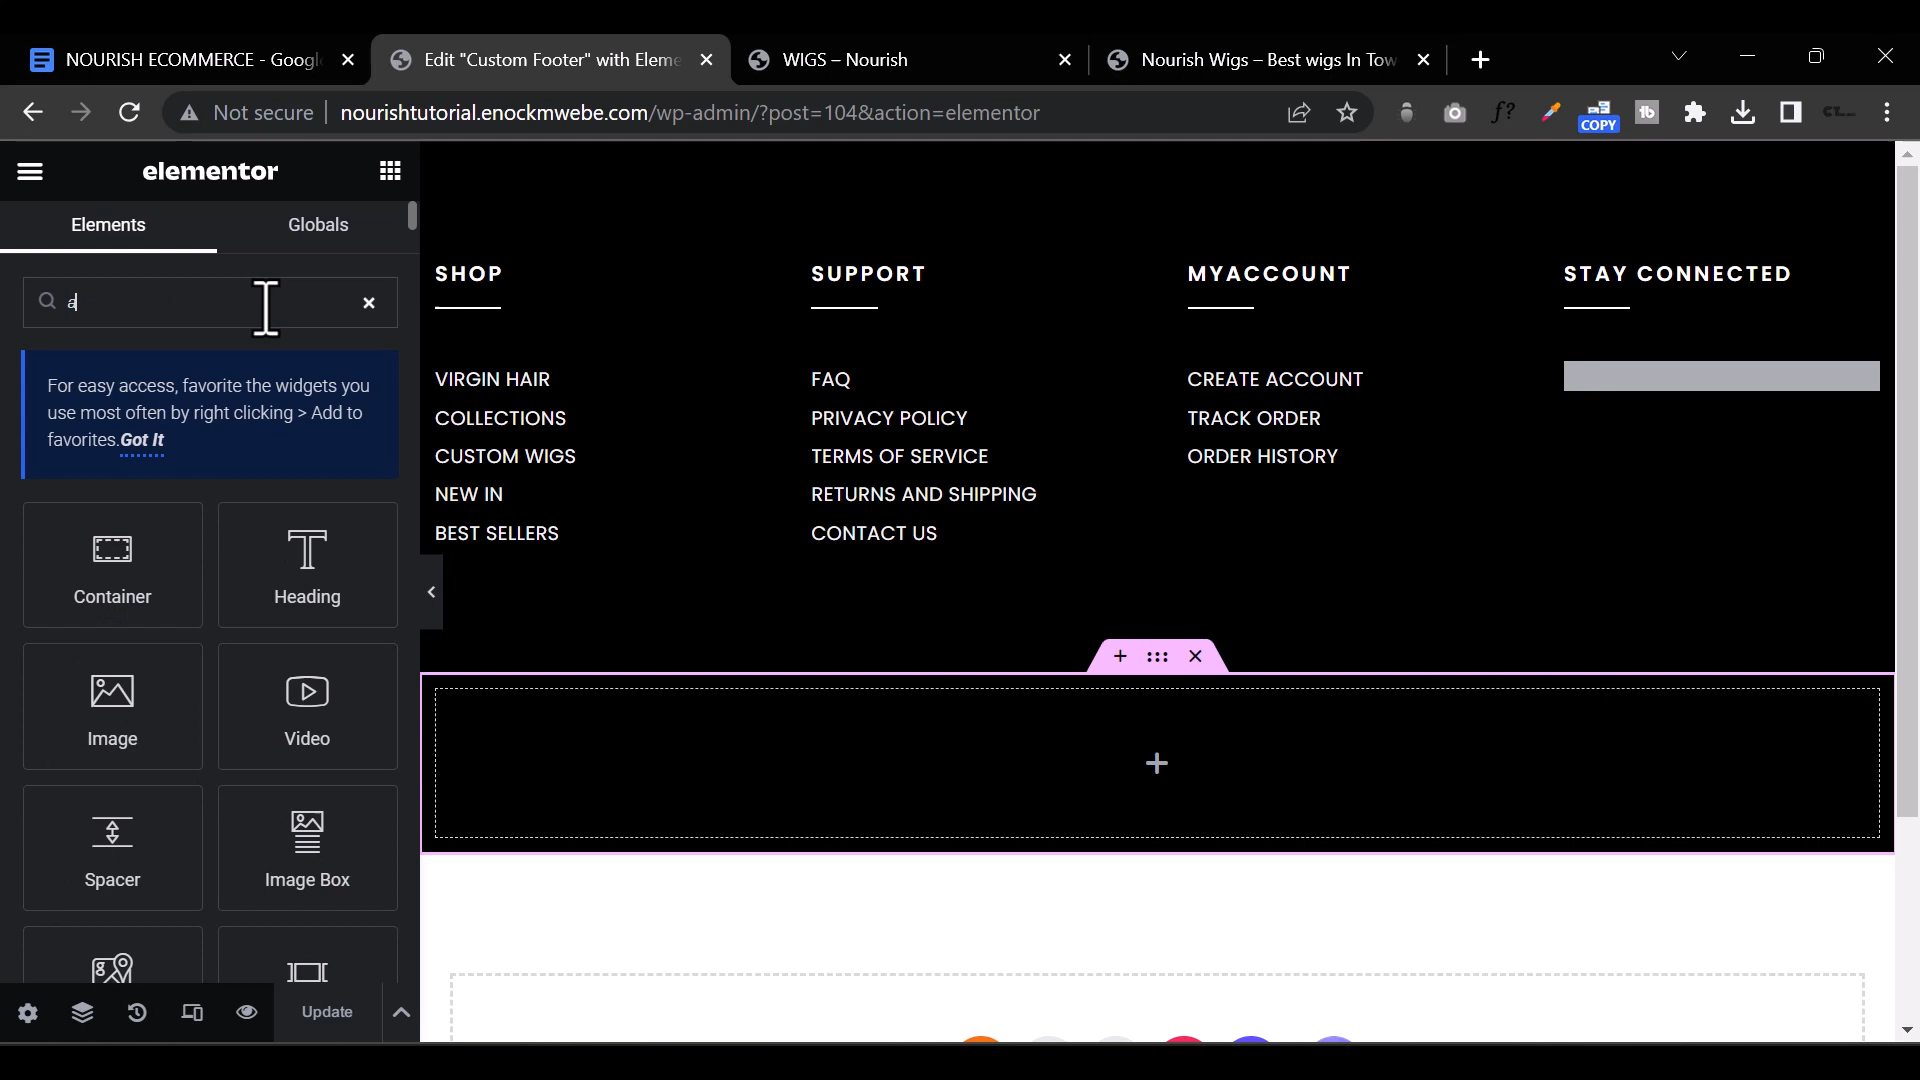 NOURISH ECOMMERCE - Googl
Edit "Custom Footer" with Eleme
WIGS – Nourish
Nourish Wigs – Best wigs In Tow
Not secure
nourishtutorial.enockmwebe.com/wp-admin/?post=104&action=elementor
f?
COPY
tb
elementor
Elements
Globals
a
For easy access, favorite the widgets you
use most often by right clicking > Add to
favorites.Got It
Container
Heading
Image
Video
Spacer
Image Box
Update
SHOP
VIRGIN HAIR
COLLECTIONS
CUSTOM WIGS
NEW IN
BEST SELLERS
SUPPORT
FAQ
PRIVACY POLICY
TERMS OF SERVICE
RETURNS AND SHIPPING
CONTACT US
MYACCOUNT
CREATE ACCOUNT
TRACK ORDER
ORDER HISTORY
STAY CONNECTED